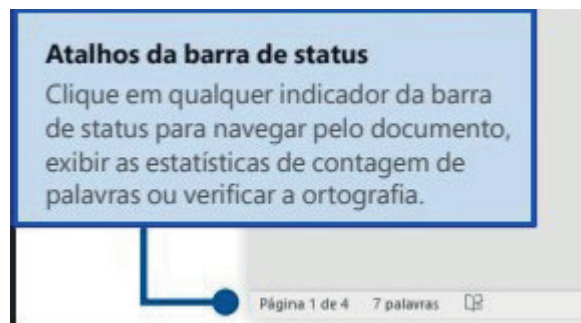 Atalhos da barra de status
Clique em qualquer indicador da barra
de status para navegar pelo documento,
exibir as estatísticas de contagem de
palavras ou verificar a ortografia.
Página 1 de 4 7 palavras